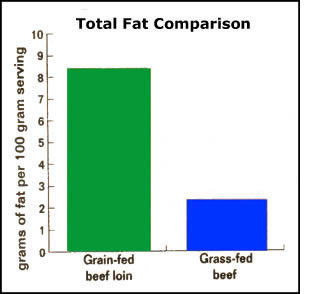 Total Fat Comparison
grams of fat per 100 gram serving
10
9
8
7
6
5
4
3
2
1
0
Grain-fed
beef loin
Grass-fed
beef